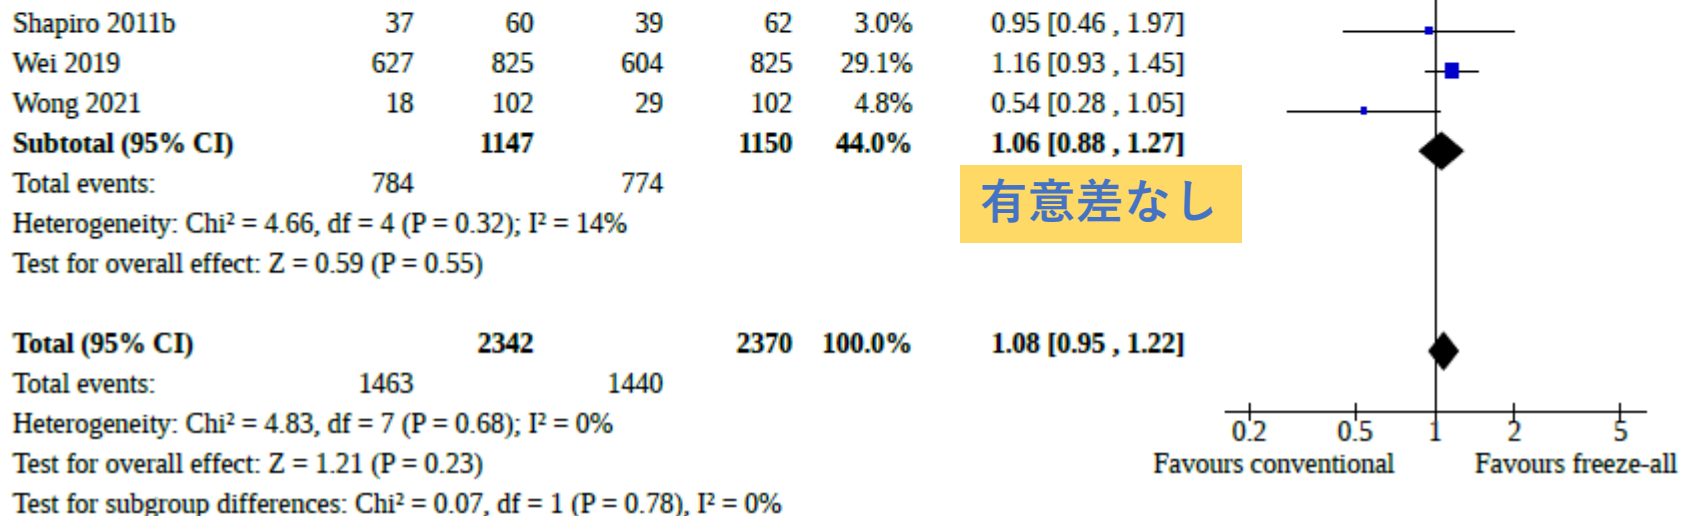 Shapiro 2011b 37 60 39 62 3.0% 0.95 [0.46 , 1.97]
Wei 2019 627 825 604 825 29.1% 1.16 [0.93 , 1.45]
Wong 2021 18 102 29 102 4.8% 0.54 [0.28 , 1.05]
Subtotal (95% CI) 1147 1150 44.0% 1.06 [0.88 , 1.27]
Total events: 784 774
有意差なし
Heterogeneity: Chi² = 4.66, df = 4 (P = 0.32); I² = 14%
Test for overall effect: Z = 0.59 (P = 0.55)
Total (95% CI) 2342 2370 100.0% 1.08 [0.95 , 1.22]
Total events: 1463 1440
Heterogeneity: Chi² = 4.83, df = 7 (P = 0.68); I² = 0%
0.2 0.5 1 2 5
Test for overall effect: Z = 1.21 (P = 0.23)
Favours conventional Favours freeze-all
Test for subgroup differences: Chi² = 0.07, df = 1 (P = 0.78), I² = 0%